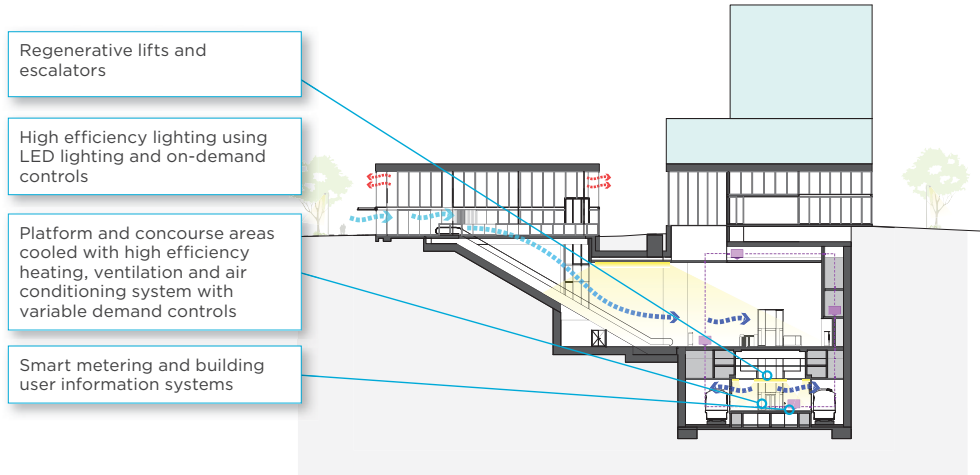 Regenerative lifts and
escalators
High efficiency lighting using
LED lighting and on-demand
controls
Platform and concourse areas
cooled with high efficiency
heating, ventilation and air
conditioning system with
variable demand controls
Smart metering and building
user information systems